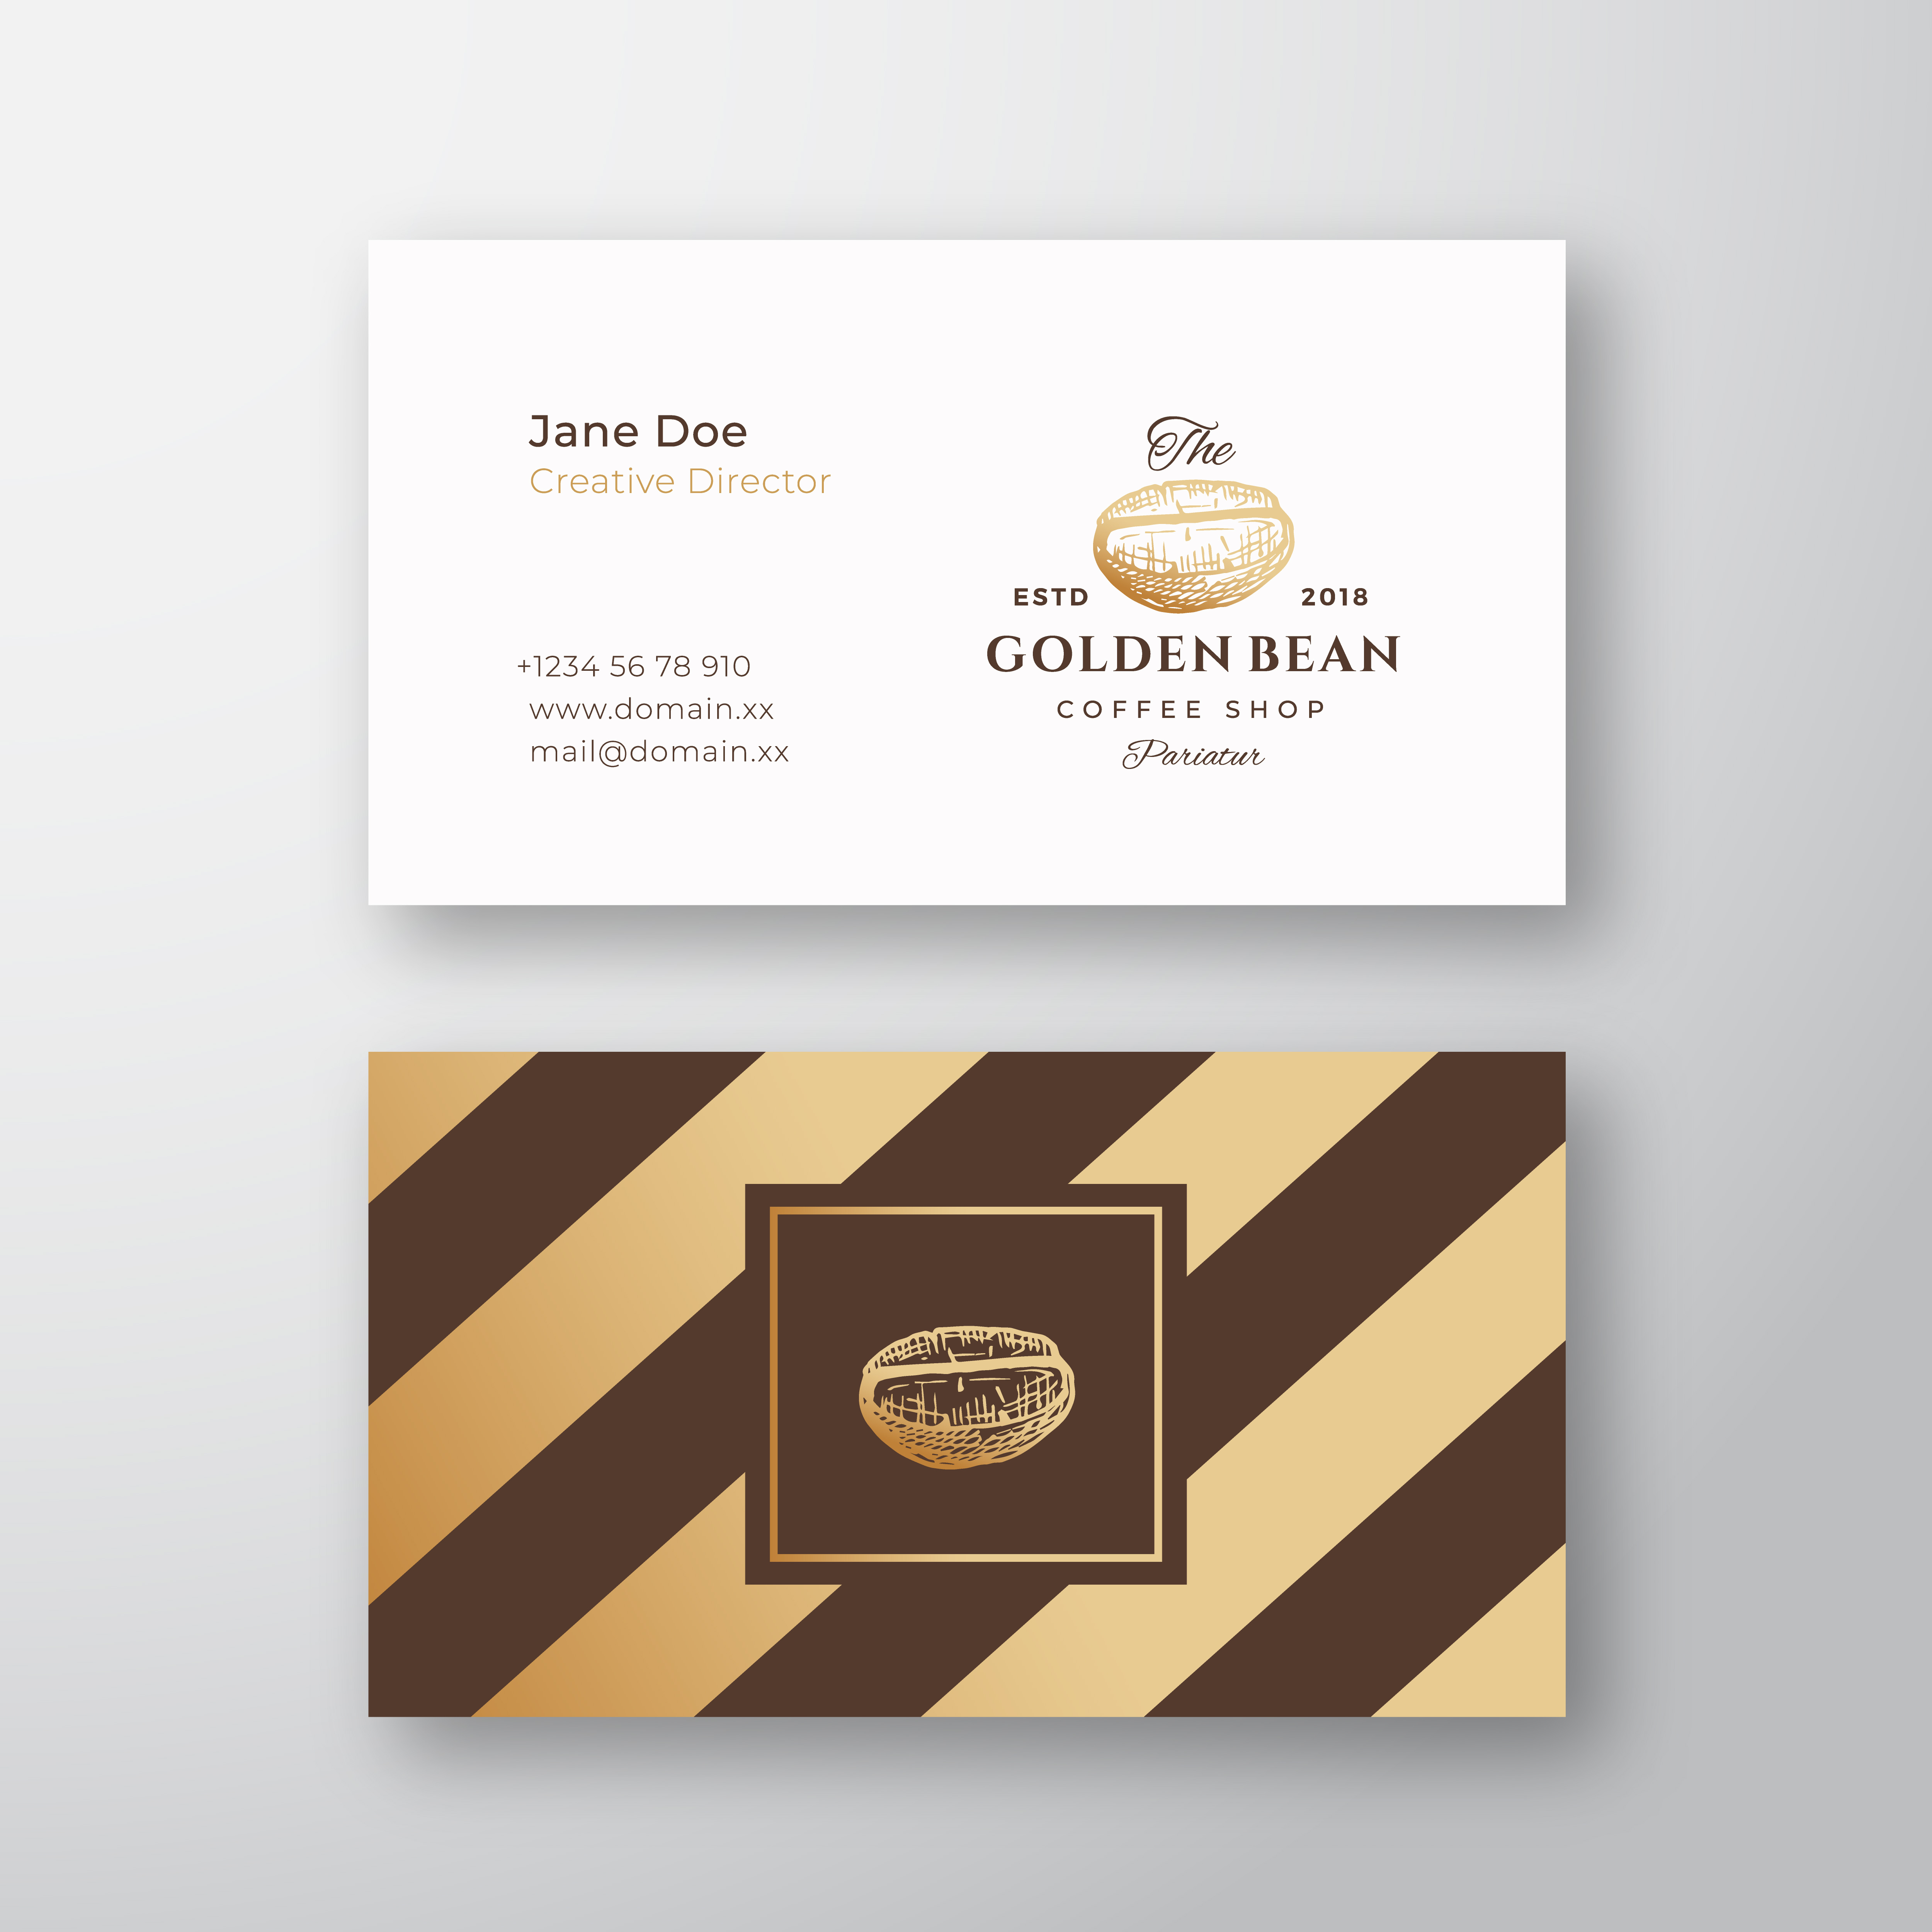 Jane Doe
Creative Director
+1234 56 78 910
www.domain.xx
mail@domain.xx
The
ESTD 2018
GOLDEN BEAN
COFFEE SHOP
Pariatur